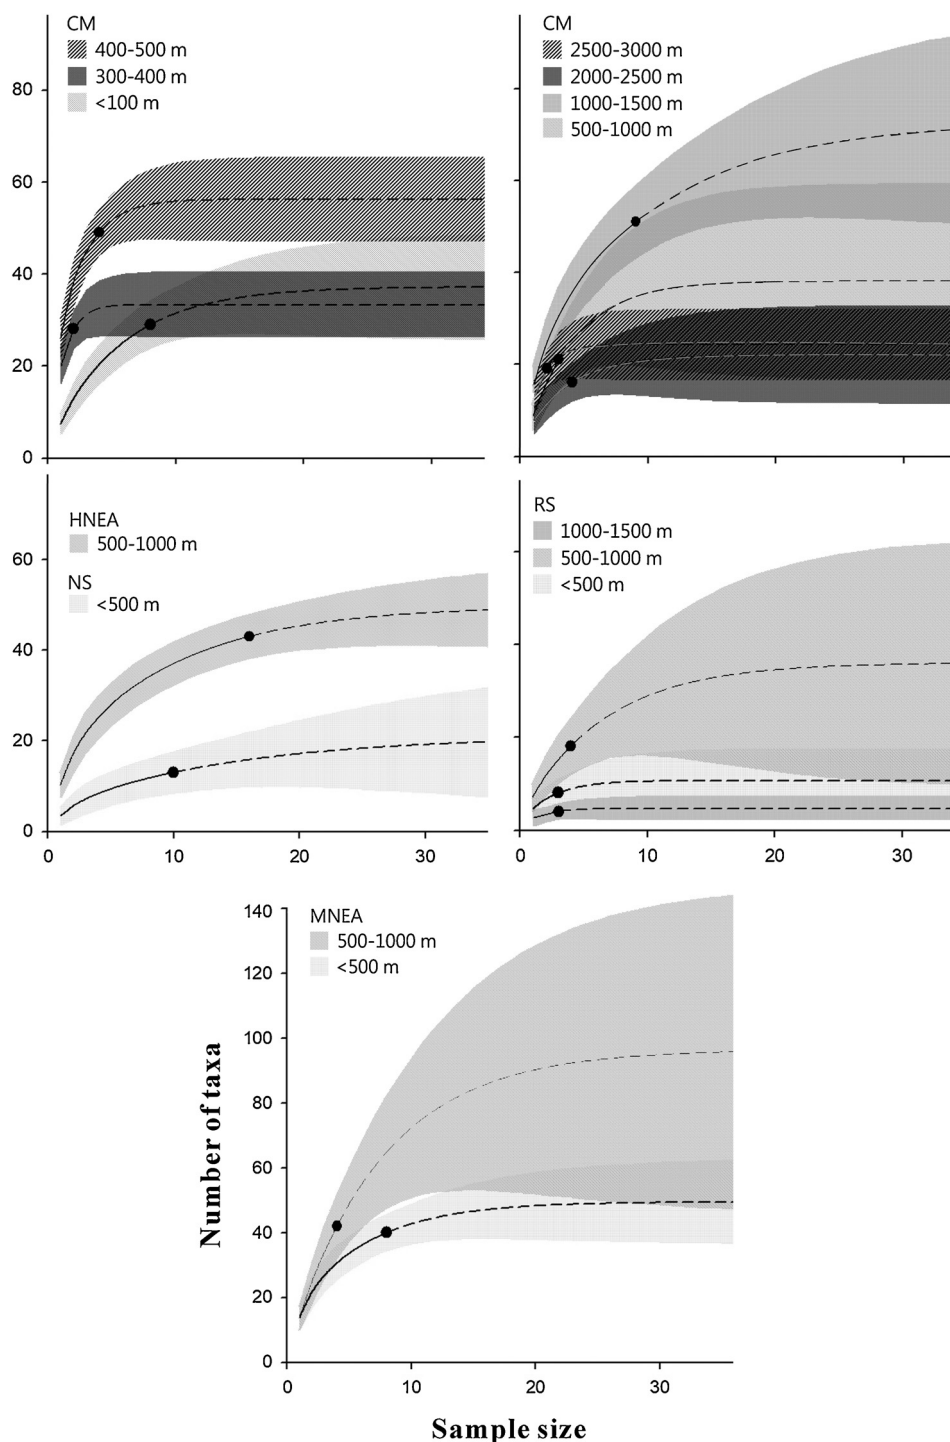 CM
400-500 m
300-400 m
<100 m
80
60
40
20
0
CM
2500-3000 m
2000-2500 m
1000-1500 m
500-1000 m
HNEA
500-1000 m
NS
<500 m
60
40
20
0
0 10 20 30
RS
1000-1500 m
500-1000 m
<500 m
0 10 20 30
MNEA
500-1000 m
<500 m
140
120
100
80
60
40
20
0
0 10 20 30
Number of taxa
Sample size